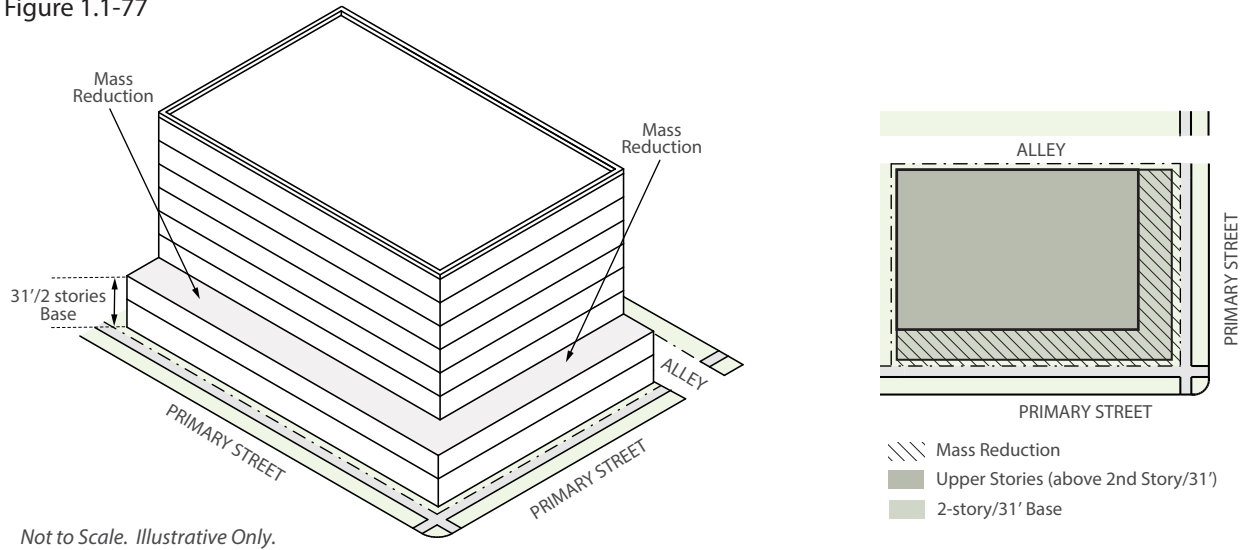 Figure 1.1-77
Mass
Reduction
Mass
Reduction
31'/2 stories
Base
ALLEY
PRIMARY STREET
PRIMARY STREET
Not to Scale.  Illustrative Only.
ALLEY
PRIMARY STREET
PRIMARY STREET
Mass Reduction
Upper Stories (above 2nd Story/31')
2-story/31' Base